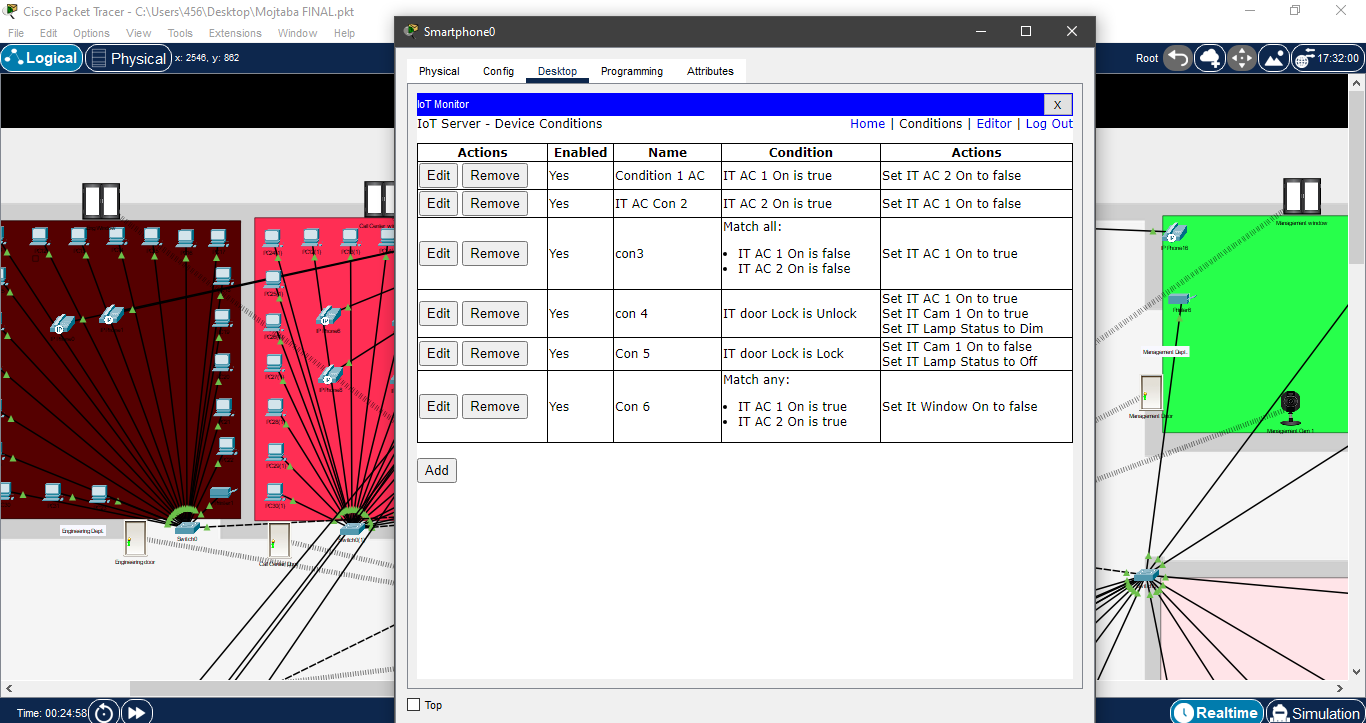 Cisco Packet Tracer - C:\Users\456\Desktop\Mojtaba FINAL.pkt
File Edit Options View Tools Extensions Window Help
Logical Physical x: 2546, y: 862
Root 17:32:00
Smartphone0
Physical Config Desktop Programming Attributes
IoT Monitor X
IoT Server - Device Conditions Home | Conditions | Editor | Log Out
Actions Enabled Name Condition Actions
Edit Remove Yes Condition 1 AC IT AC 1 On is true Set IT AC 2 On to false
Edit Remove Yes IT AC Con 2 IT AC 2 On is true Set IT AC 1 On to false
Edit Remove Yes con3 Match all:
• IT AC 1 On is false
• IT AC 2 On is false
Set IT AC 1 On to true
Edit Remove Yes con 4 IT door Lock is Unlock Set IT AC 1 On to true
Set IT Cam 1 On to true
Set IT Lamp Status to Dim
Edit Remove Yes Con 5 IT door Lock is Lock Set IT Cam 1 On to false
Set IT Lamp Status to Off
Edit Remove Yes Con 6 Match any:
• IT AC 1 On is true
• IT AC 2 On is true
Set It Window On to false
Add
Top
Engineering Dept.
Engineering door
Switch0
Switch0(1)
IP Phone8
Management window
IP Phone16
Management Dept.
Management Door
Management Cam 1
Time: 00:24:58
Realtime Simulation